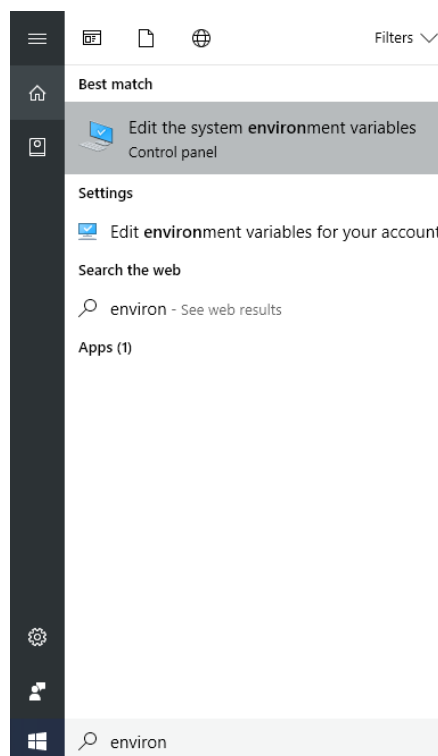 Filters
Best match
Edit the system environment variables
Control panel
Settings
Edit environment variables for your account
Search the web
environ - See web results
Apps (1)
environ